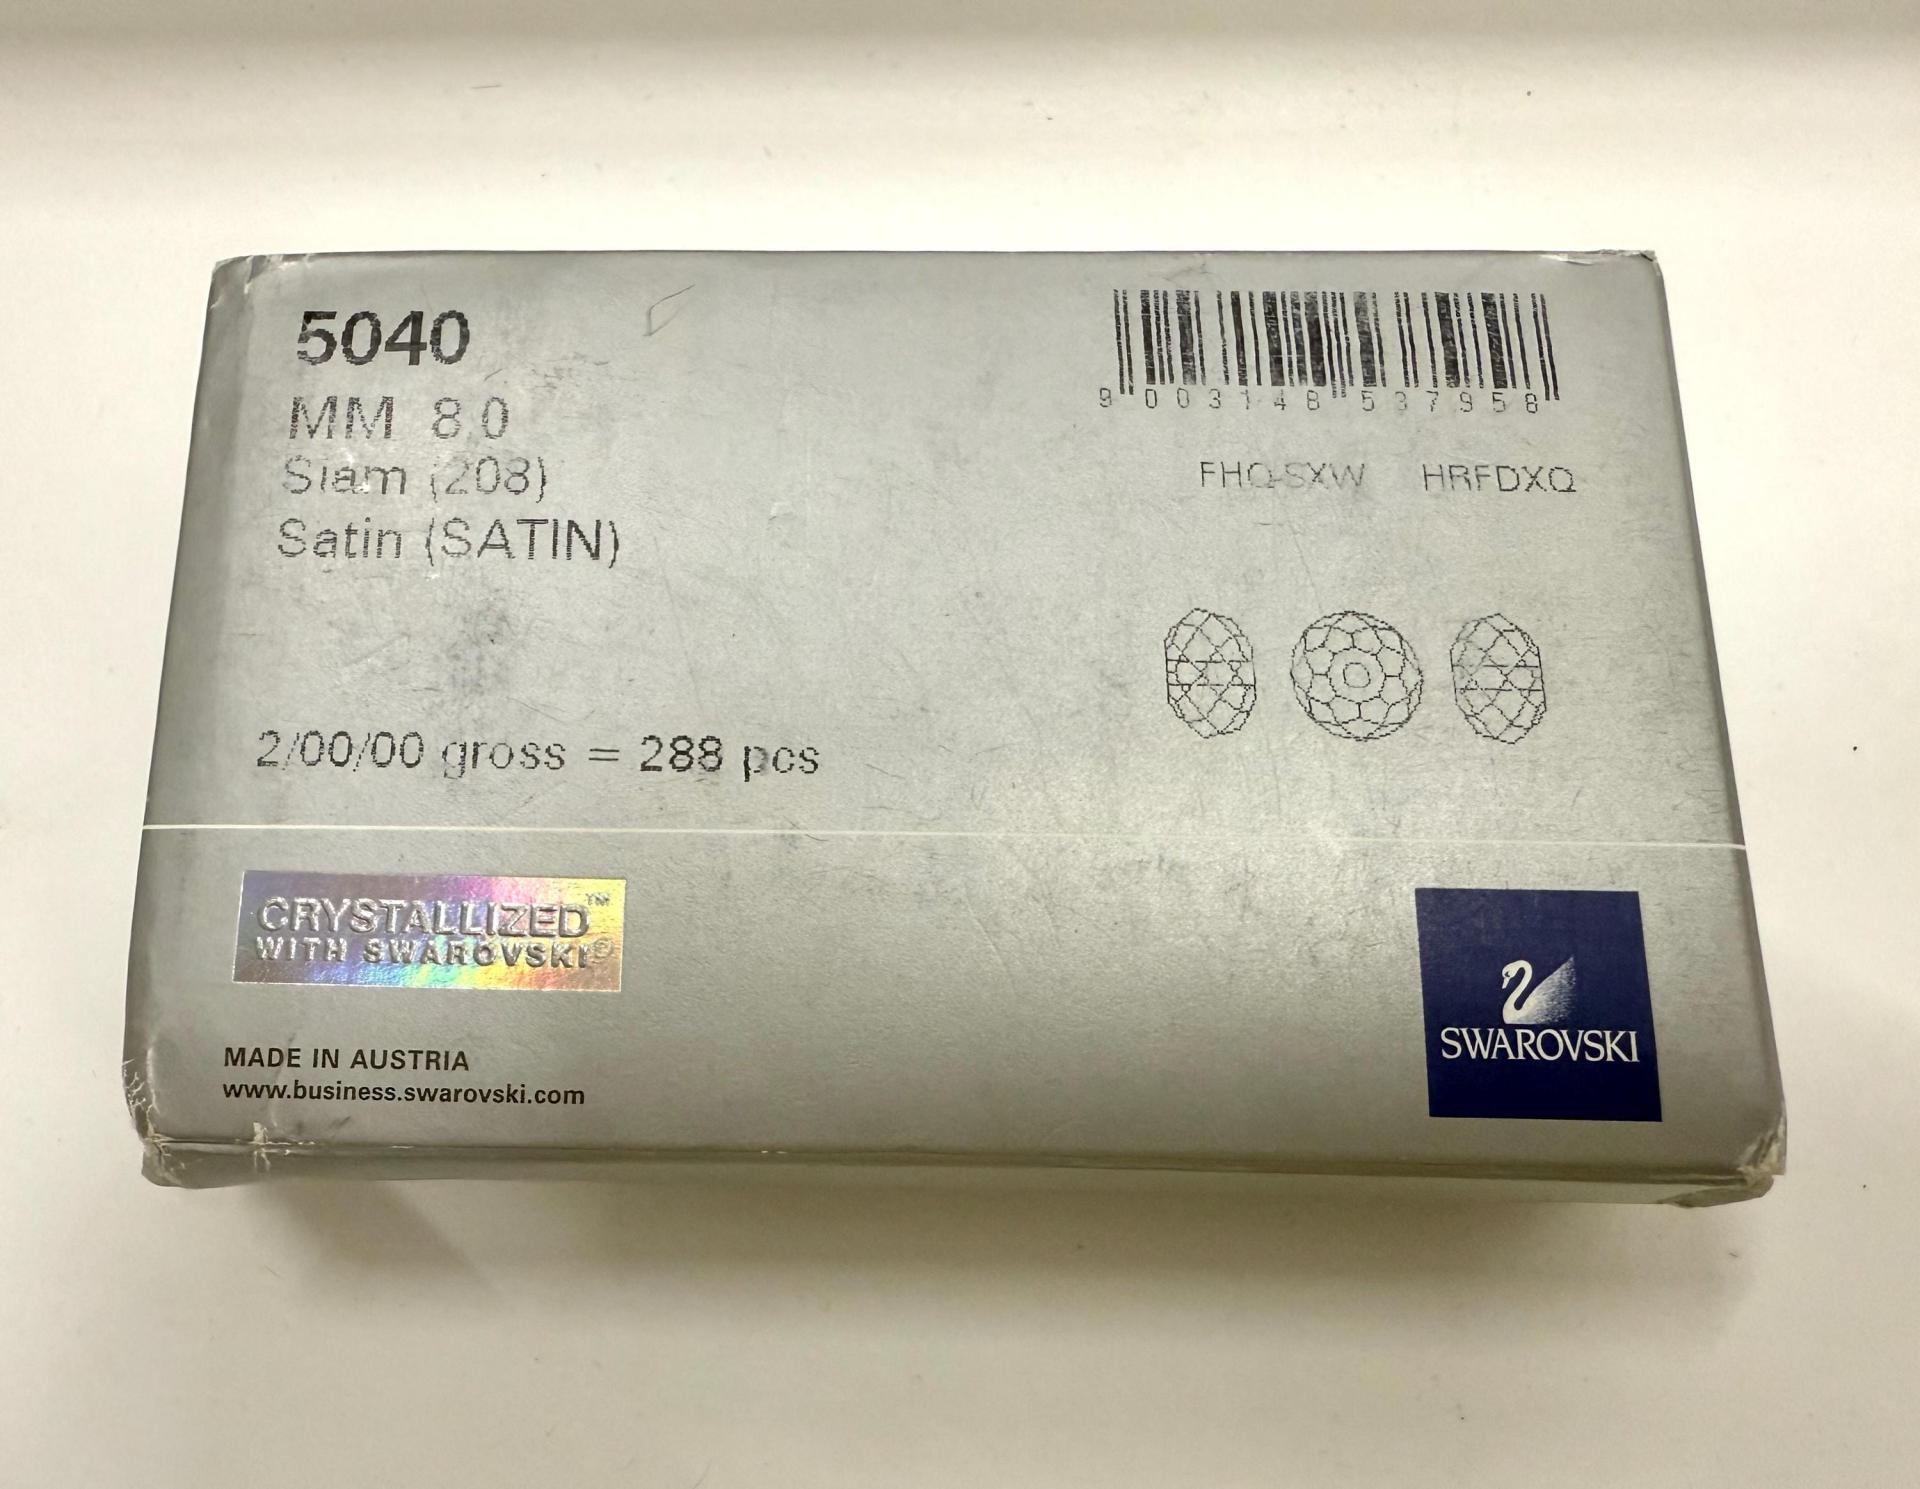 5040
MM 8.0
Siam (208)
Satin (SATIN)
9 003148 537958
FHQ-SXW HRFDXQ
2/00/00 gross = 288 pcs
CRYSTALLIZED™
WITH SWAROVSKI®
MADE IN AUSTRIA
www.business.swarovski.com
SWAROVSKI